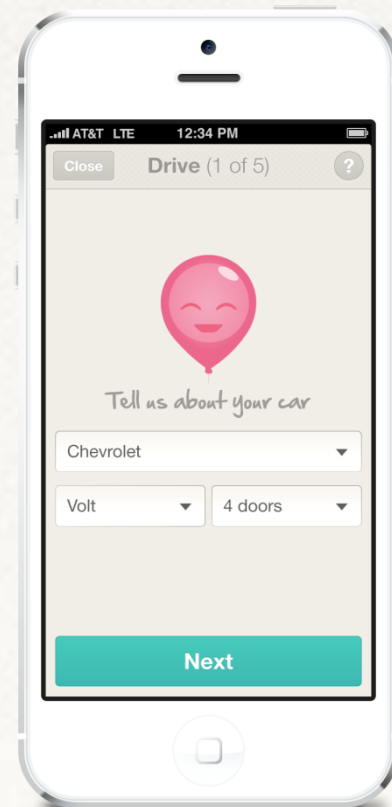 AT&T LTE 12:34 PM
Close Drive (1 of 5) ?
Tell us about your car
Chevrolet
Volt 4 doors
Next